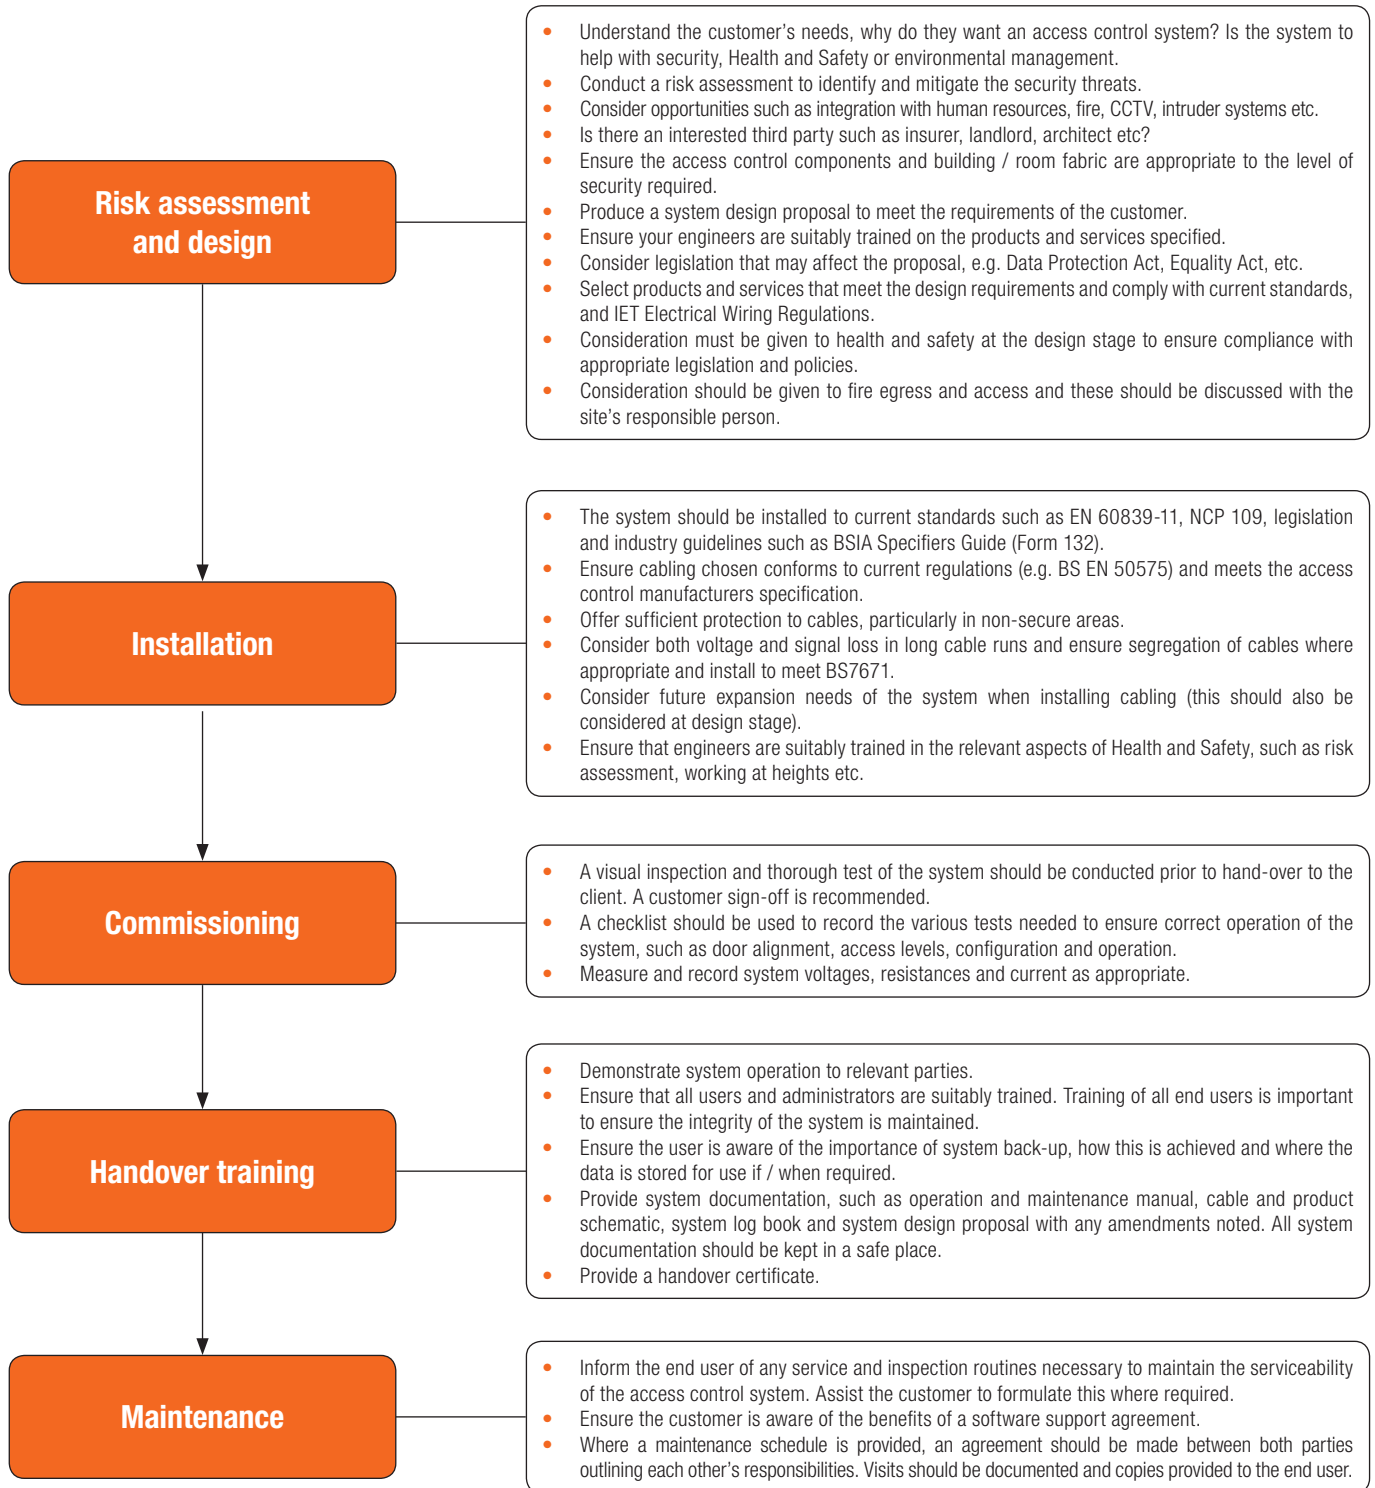 • Understand the customer's needs, why do they want an access control system? Is the system to
help with security, Health and Safety or environmental management.
• Conduct a risk assessment to identify and mitigate the security threats.
• Consider opportunities such as integration with human resources, fire, CCTV, intruder systems etc.
• Is there an interested third party such as insurer, landlord, architect etc?
• Ensure the access control components and building / room fabric are appropriate to the level of
security required.
• Produce a system design proposal to meet the requirements of the customer.
• Ensure your engineers are suitably trained on the products and services specified.
• Consider legislation that may affect the proposal, e.g. Data Protection Act, Equality Act, etc.
• Select products and services that meet the design requirements and comply with current standards,
and IET Electrical Wiring Regulations.
• Consideration must be given to health and safety at the design stage to ensure compliance with
appropriate legislation and policies.
• Consideration should be given to fire egress and access and these should be discussed with the
site's responsible person.
Risk assessment
and design
• The system should be installed to current standards such as EN 60839-11, NCP 109, legislation
and industry guidelines such as BSIA Specifiers Guide (Form 132).
• Ensure cabling chosen conforms to current regulations (e.g. BS EN 50575) and meets the access
control manufacturers specification.
• Offer sufficient protection to cables, particularly in non-secure areas.
• Consider both voltage and signal loss in long cable runs and ensure segregation of cables where
appropriate and install to meet BS7671.
• Consider future expansion needs of the system when installing cabling (this should also be
considered at design stage).
• Ensure that engineers are suitably trained in the relevant aspects of Health and Safety, such as risk
assessment, working at heights etc.
Installation
• A visual inspection and thorough test of the system should be conducted prior to hand-over to the
client. A customer sign-off is recommended.
• A checklist should be used to record the various tests needed to ensure correct operation of the
system, such as door alignment, access levels, configuration and operation.
• Measure and record system voltages, resistances and current as appropriate.
Commissioning
• Demonstrate system operation to relevant parties.
• Ensure that all users and administrators are suitably trained. Training of all end users is important
to ensure the integrity of the system is maintained.
• Ensure the user is aware of the importance of system back-up, how this is achieved and where the
data is stored for use if / when required.
• Provide system documentation, such as operation and maintenance manual, cable and product
schematic, system log book and system design proposal with any amendments noted. All system
documentation should be kept in a safe place.
• Provide a handover certificate.
Handover training
• Inform the end user of any service and inspection routines necessary to maintain the serviceability
of the access control system. Assist the customer to formulate this where required.
• Ensure the customer is aware of the benefits of a software support agreement.
• Where a maintenance schedule is provided, an agreement should be made between both parties
outlining each other's responsibilities. Visits should be documented and copies provided to the end user.
Maintenance